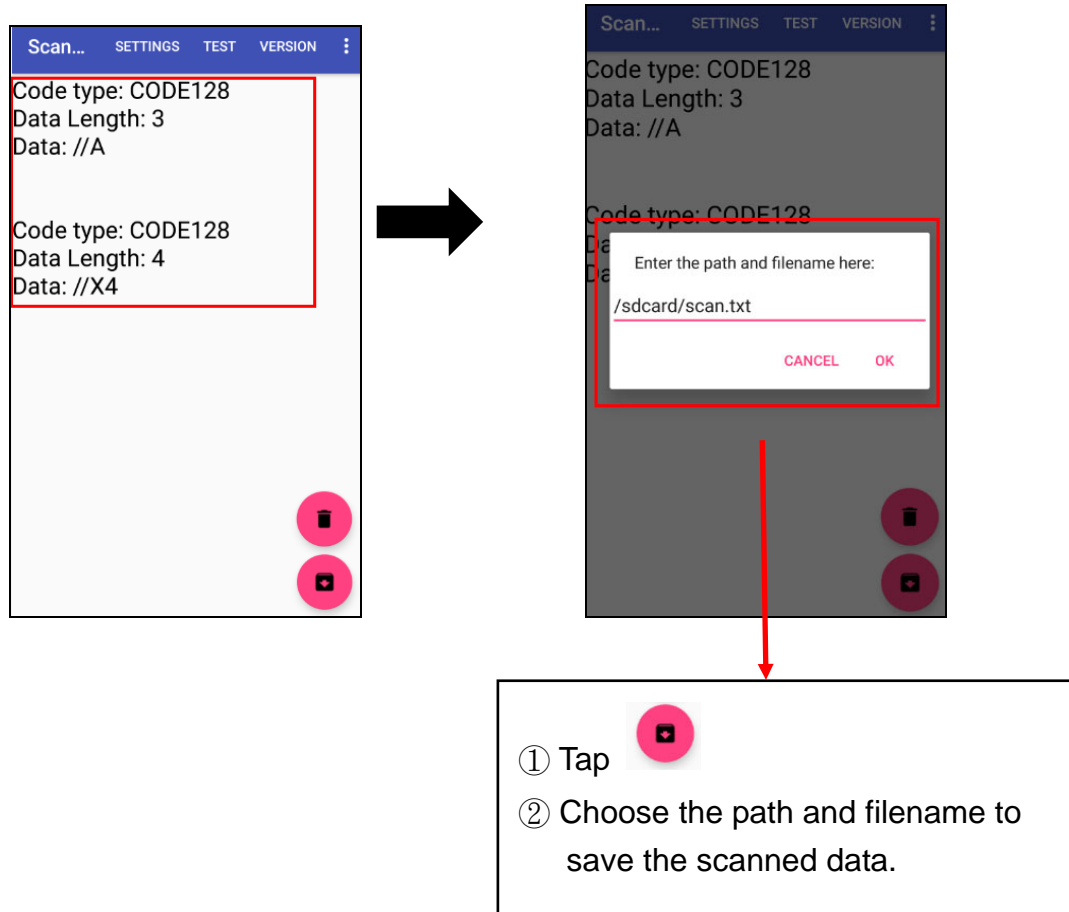 Scan... SETTINGS TEST VERSION
Code type: CODE128
Data Length: 3
Data: //A
Code type: CODE128
Data Length: 4
Data: //X4
Scan... SETTINGS TEST VERSION
Code type: CODE128
Data Length: 3
Data: //A
Code type: CODE128
Da
Da
Enter the path and filename here:
/sdcard/scan.txt
CANCEL OK
① Tap
② Choose the path and filename to
save the scanned data.